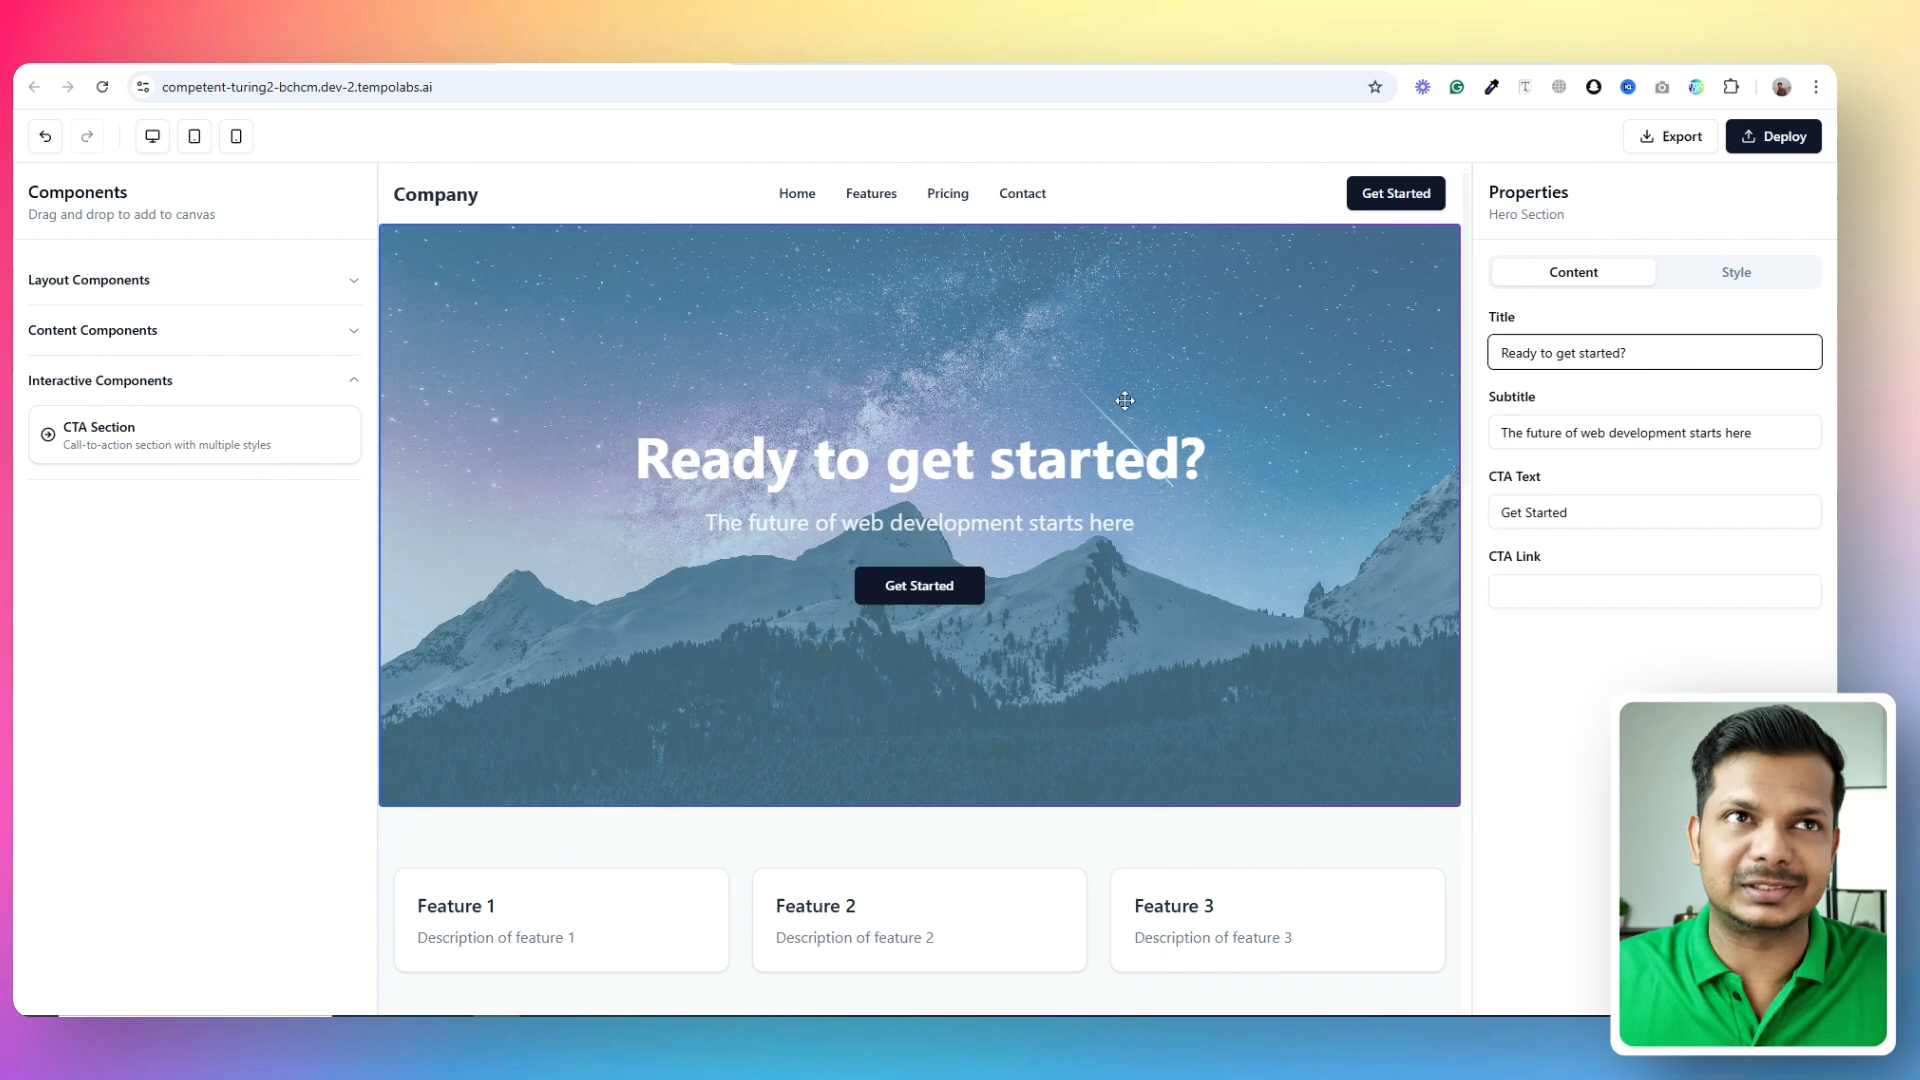 competent-turing2-bchcm.dev-2.tempolabs.ai
Export
Deploy
Components
Drag and drop to add to canvas
Layout Components
Content Components
Interactive Components
CTA Section
Call-to-action section with multiple styles
Company
Home
Features
Pricing
Contact
Get Started
Ready to get started?
The future of web development starts here
Get Started
Feature 1
Description of feature 1
Feature 2
Description of feature 2
Feature 3
Description of feature 3
Properties
Hero Section
Content
Style
Title
Ready to get started?
Subtitle
The future of web development starts here
CTA Text
Get Started
CTA Link